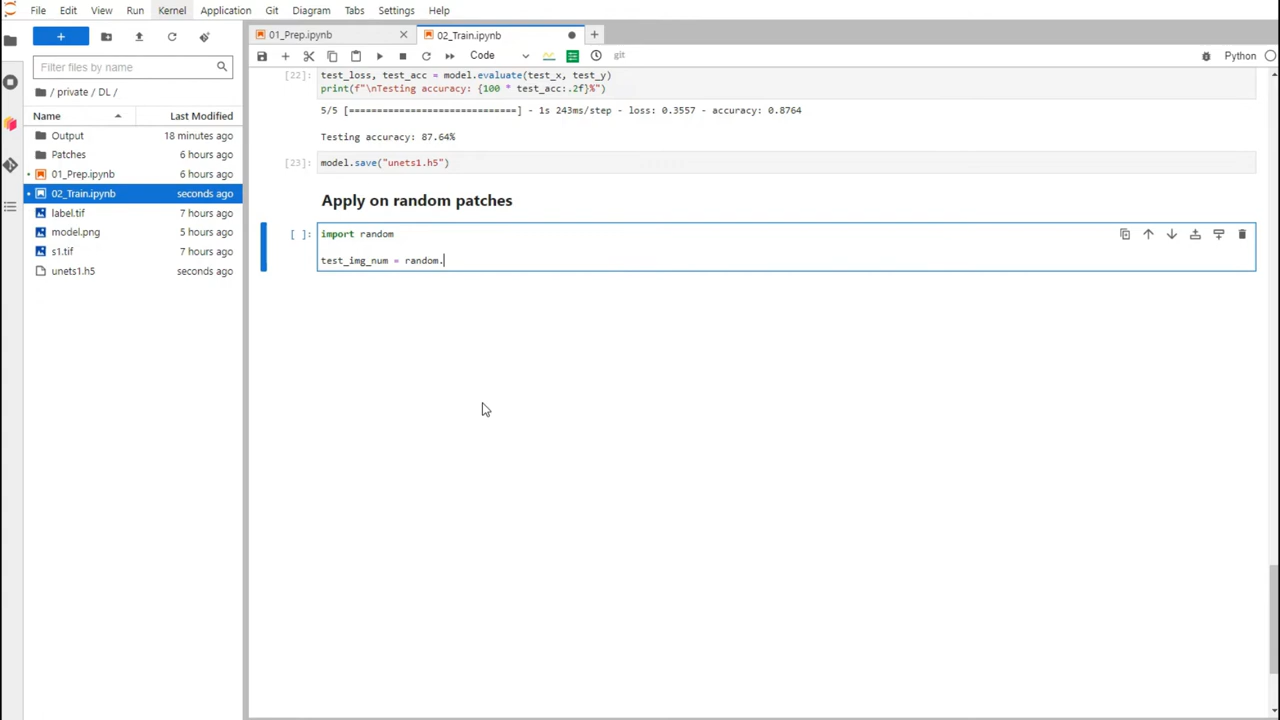 File Edit View Run Kernel Application Git Diagram Tabs Settings Help
01_Prep.ipynb
02_Train.ipynb
Filter files by name
Code
git
Python
/ private / DL /
Name Last Modified
Output 18 minutes ago
Patches 6 hours ago
01_Prep.ipynb 6 hours ago
02_Train.ipynb seconds ago
label.tif 7 hours ago
model.png 5 hours ago
s1.tif 7 hours ago
unets1.h5 seconds ago
[22]: test_loss, test_acc = model.evaluate(test_x, test_y)
print(f"\nTesting accuracy: {100 * test_acc:.2f}%")
5/5 [==============================] - 1s 243ms/step - loss: 0.3557 - accuracy: 0.8764
Testing accuracy: 87.64%
[23]: model.save("unets1.h5")
Apply on random patches
[ ]: import random
test_img_num = random.